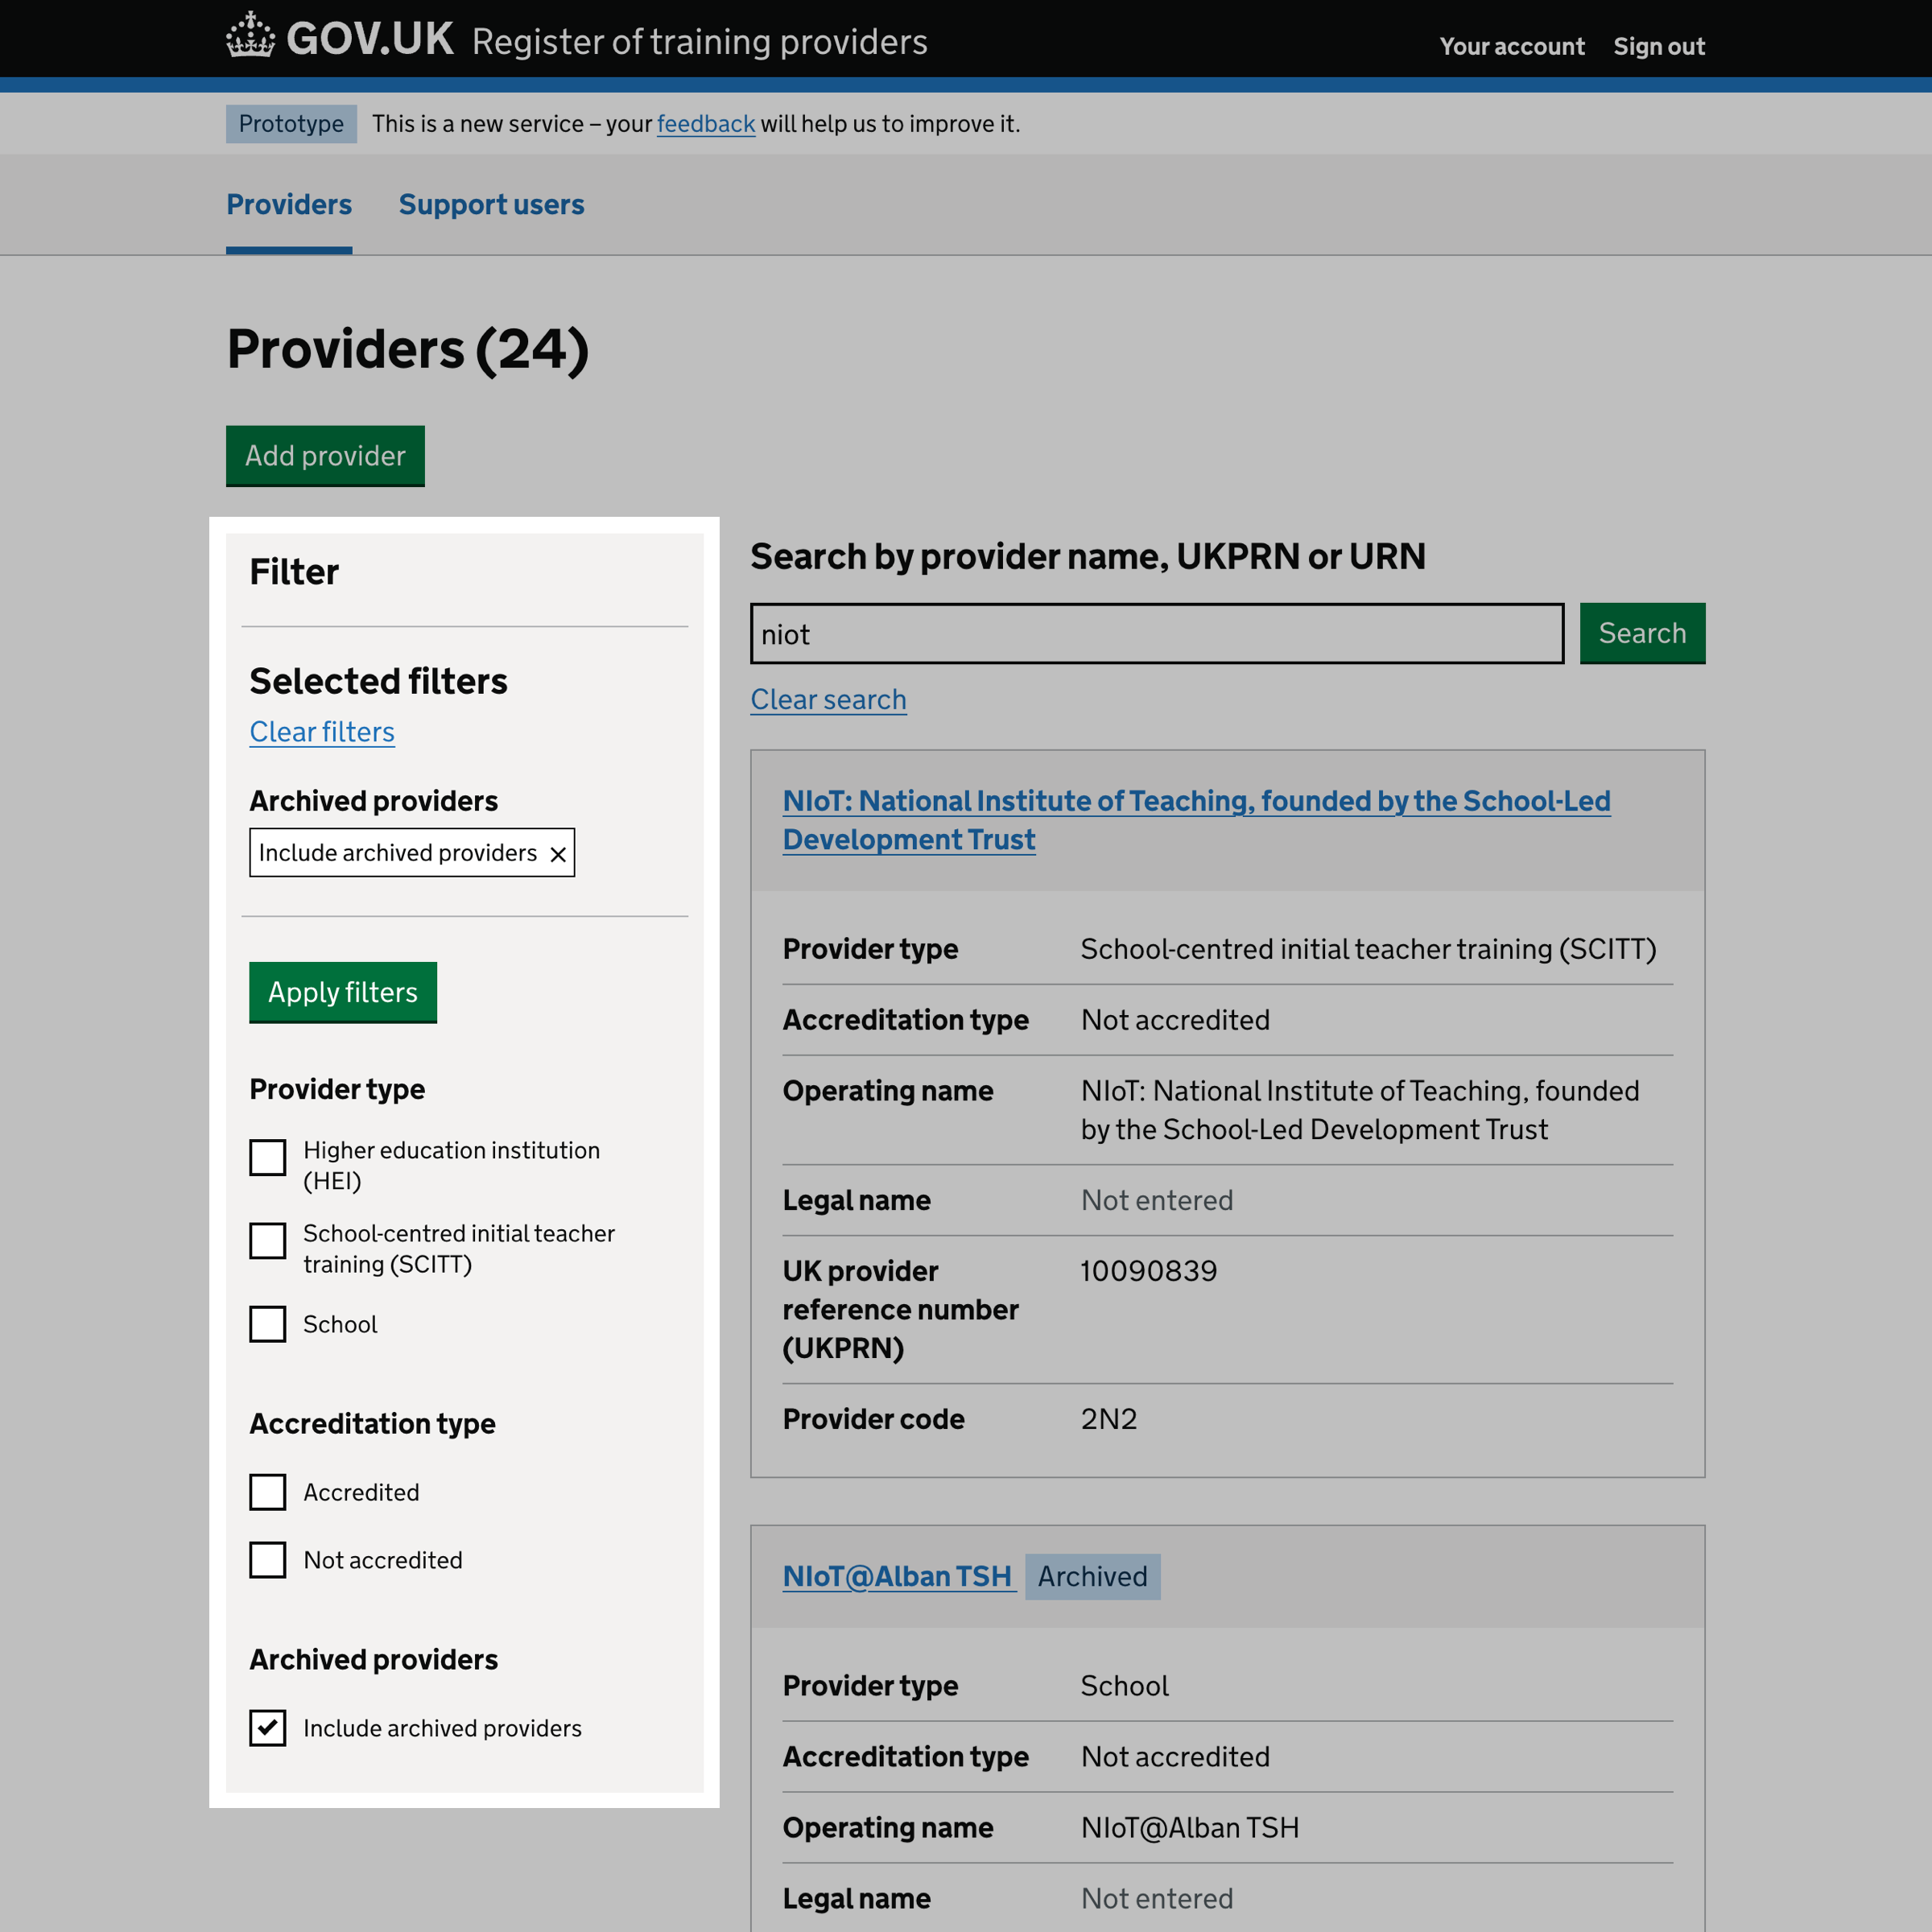 GOV.UK Register of training providers
Your account Sign out
Prototype This is a new service – your feedback will help us to improve it.
Providers Support users
Providers (24)
Add provider
Filter
Selected filters
Clear filters
Archived providers
Include archived providers ×
Apply filters
Provider type
Higher education institution
(HEI)
School-centred initial teacher
training (SCITT)
School
Accreditation type
Accredited
Not accredited
Archived providers
Include archived providers
Search by provider name, UKPRN or URN
niot
Search
Clear search
NIoT: National Institute of Teaching, founded by the School-Led
Development Trust
Provider type School-centred initial teacher training (SCITT)
Accreditation type Not accredited
Operating name NIoT: National Institute of Teaching, founded
by the School-Led Development Trust
Legal name Not entered
UK provider 10090839
reference number
(UKPRN)
Provider code 2N2
NIoT@Alban TSH Archived
Provider type School
Accreditation type Not accredited
Operating name NIoT@Alban TSH
Legal name Not entered